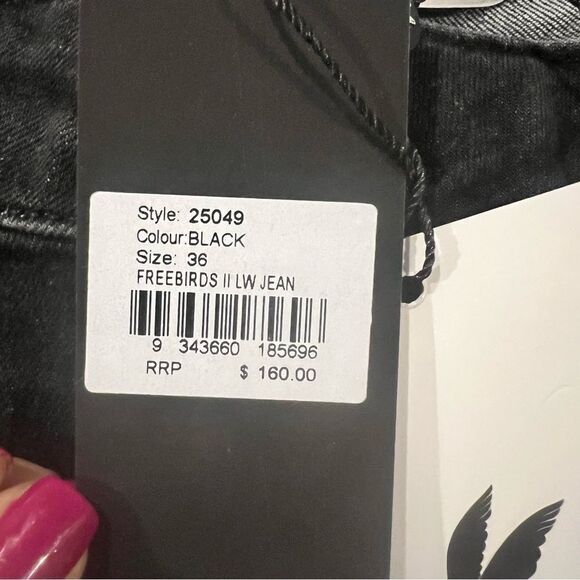 Style: 25049
Colour:BLACK
Size: 36
FREEBIRDS II LW JEAN
9 343660 185696
RRP $ 160.00